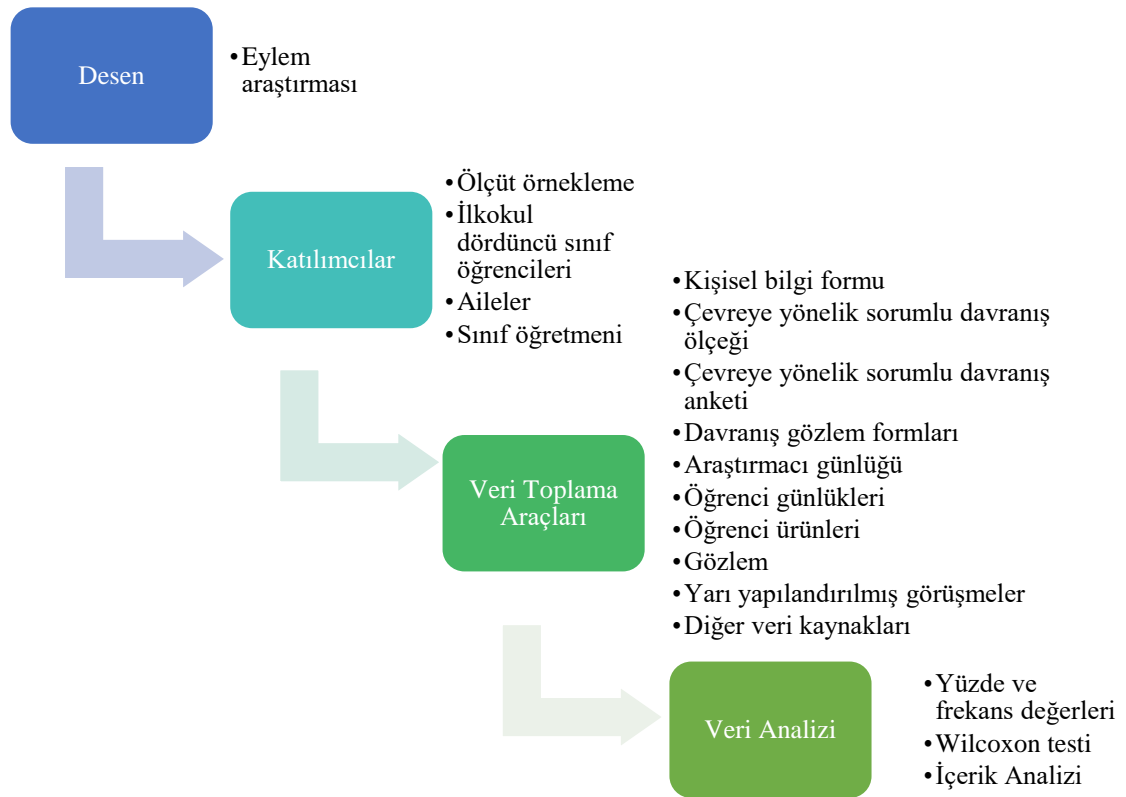 Desen
•Eylem
araştırması
Katılımcılar
•Ölçüt örnekleme
•İlkokul
dördüncü sınıf
öğrencileri
•Aileler
•Sınıf öğretmeni
Veri Toplama
Araçları
•Kişisel bilgi formu
•Çevreye yönelik sorumlu davranış
ölçeği
•Çevreye yönelik sorumlu davranış
anketi
•Davranış gözlem formları
•Araştırmacı günlüğü
•Öğrenci günlükleri
•Öğrenci ürünleri
•Gözlem
•Yarı yapılandırılmış görüşmeler
•Diğer veri kaynakları
Veri Analizi
•Yüzde ve
frekans değerleri
•Wilcoxon testi
•İçerik Analizi